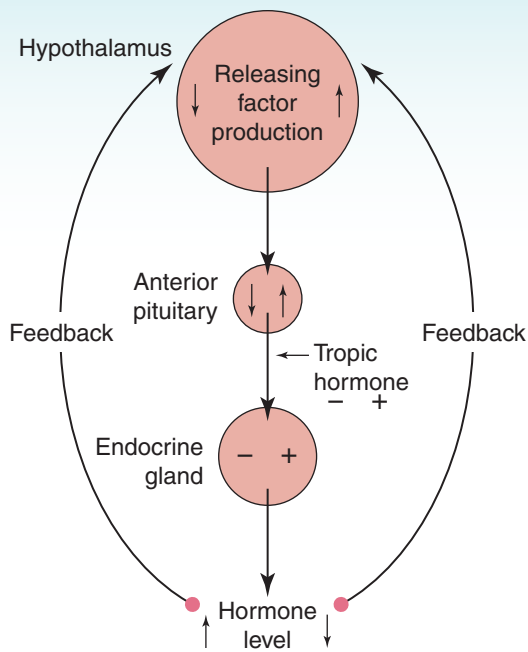 Hypothalamus
Releasing
factor
production
Anterior
pituitary
Feedback
Feedback
Tropic
hormone
− +
Endocrine
gland
− +
Hormone
level